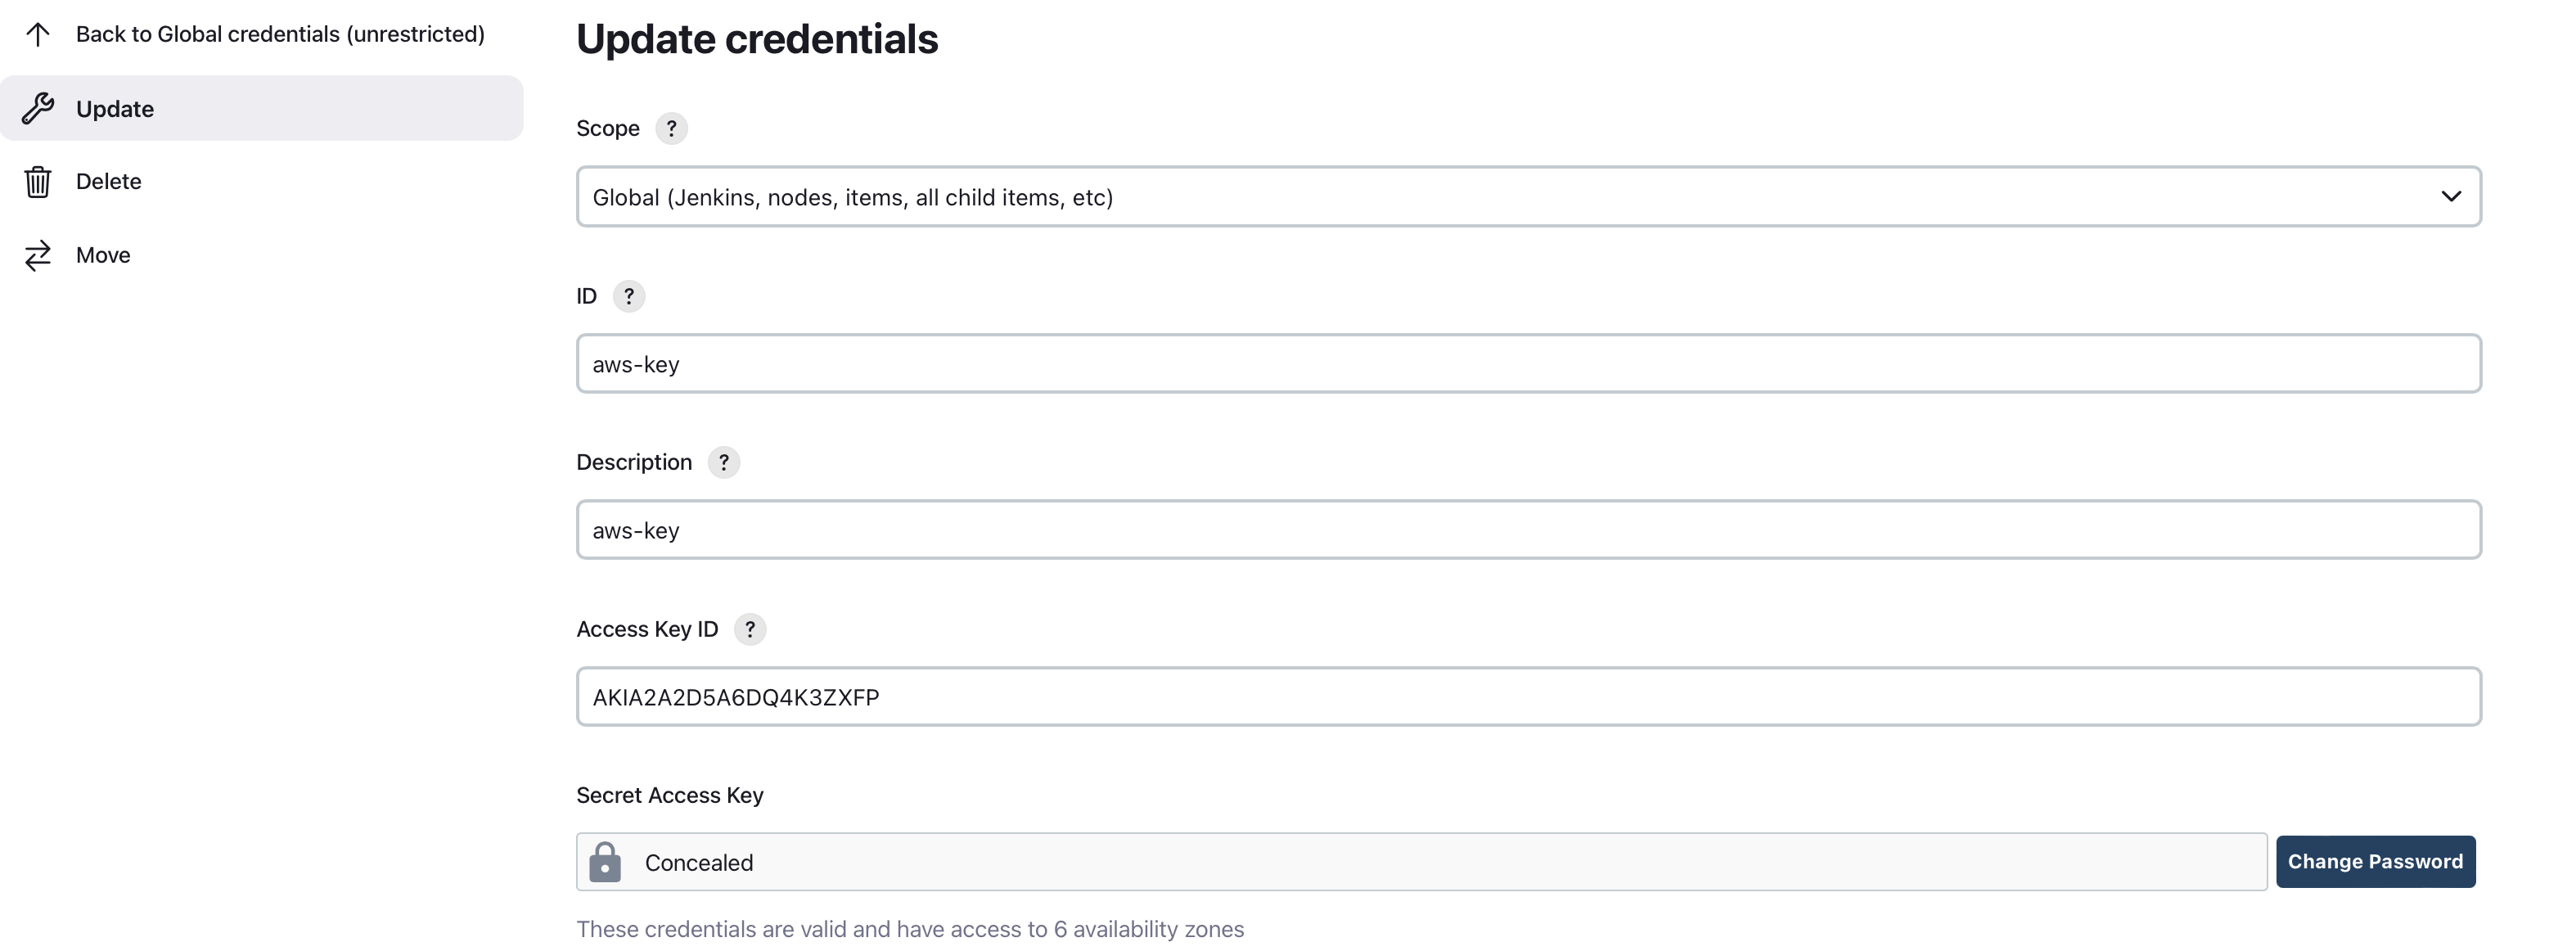 Back to Global credentials (unrestricted)
Update
Delete
Move
Update credentials
Scope ?
Global (Jenkins, nodes, items, all child items, etc)
ID ?
aws-key
Description ?
aws-key
Access Key ID ?
AKIA2A2D5A6DQ4K3ZXFP
Secret Access Key
Concealed
Change Password
These credentials are valid and have access to 6 availability zones